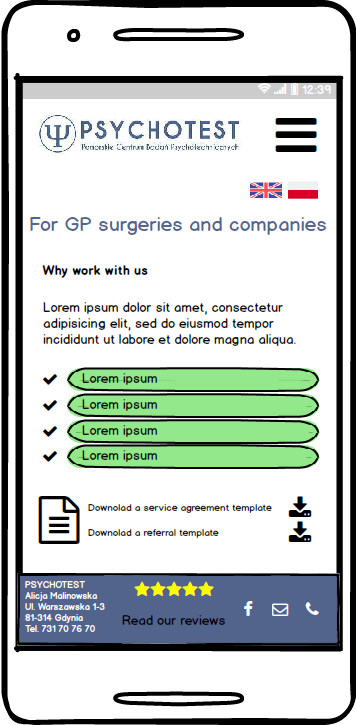 12:39
PSYCHOTEST
Pomorskie Centrum Badań Psychotechnicznych
For GP surgeries and companies
Why work with us
Lorem ipsum dolor sit amet, consectetur
adipisicing elit, sed do eiusmod tempor
incididunt ut labore et dolore magna aliqua.
Lorem ipsum
Lorem ipsum
Lorem ipsum
Lorem ipsum
Downolad a service agreement template
Downolad a referral template
PSYCHOTEST
Alicja Malinowska
Ul. Warszawska 1-3
81-314 Gdynia
Tel. 731 70 76 70
Read our reviews